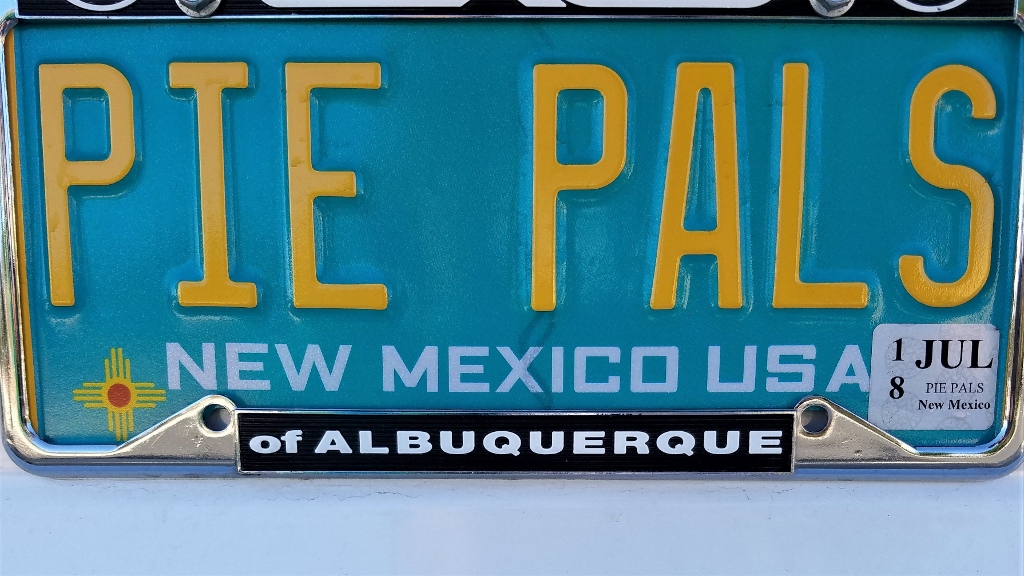 PIE PALS
NEW MEXICO USA
1 JUL
8 PIE PALS
New Mexico
of ALBUQUERQUE